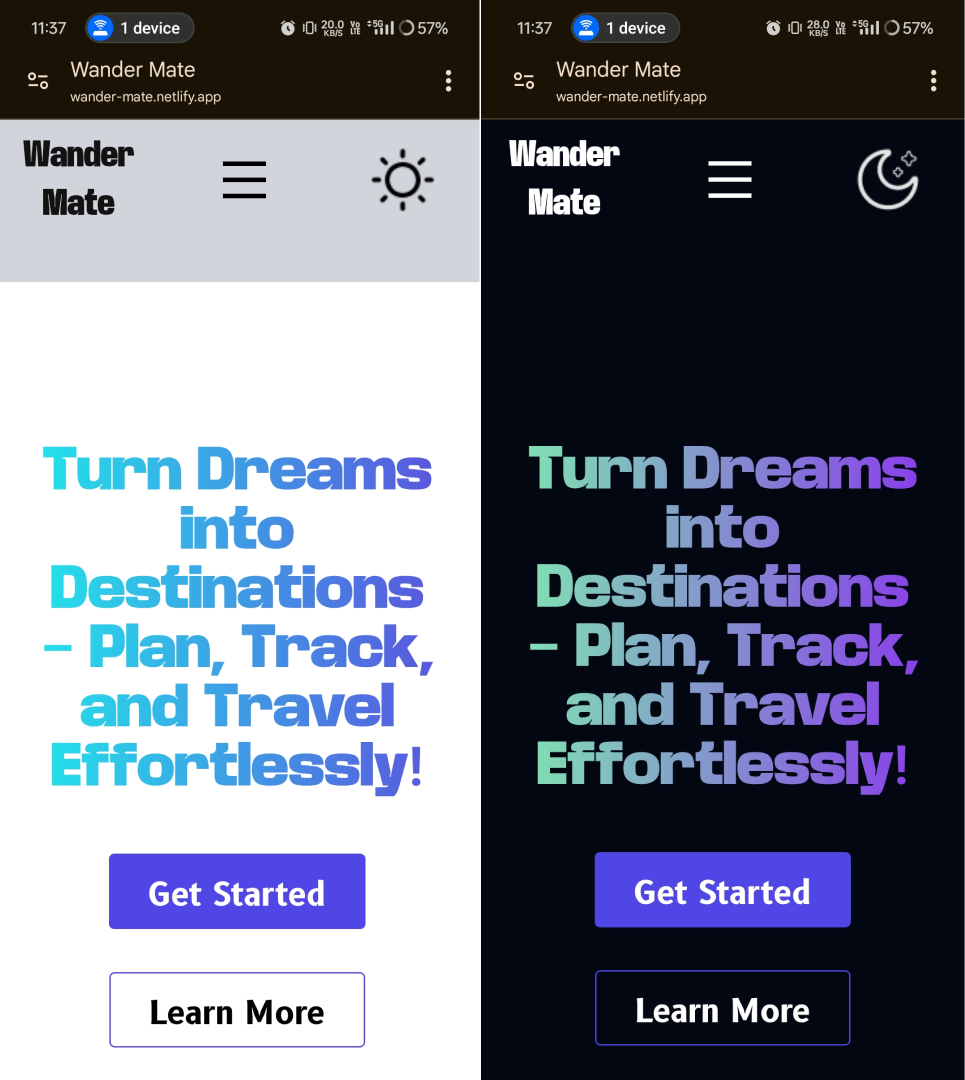 11:37 1 device 20.0 KB/S Vo LTE 5G 57%
Wander Mate
wander-mate.netlify.app
Wander
Mate
Turn Dreams
into
Destinations
– Plan, Track,
and Travel
Effortlessly!
Get Started
Learn More
11:37 1 device 28.0 KB/S Vo LTE 5G 57%
Wander Mate
wander-mate.netlify.app
Wander
Mate
Turn Dreams
into
Destinations
– Plan, Track,
and Travel
Effortlessly!
Get Started
Learn More